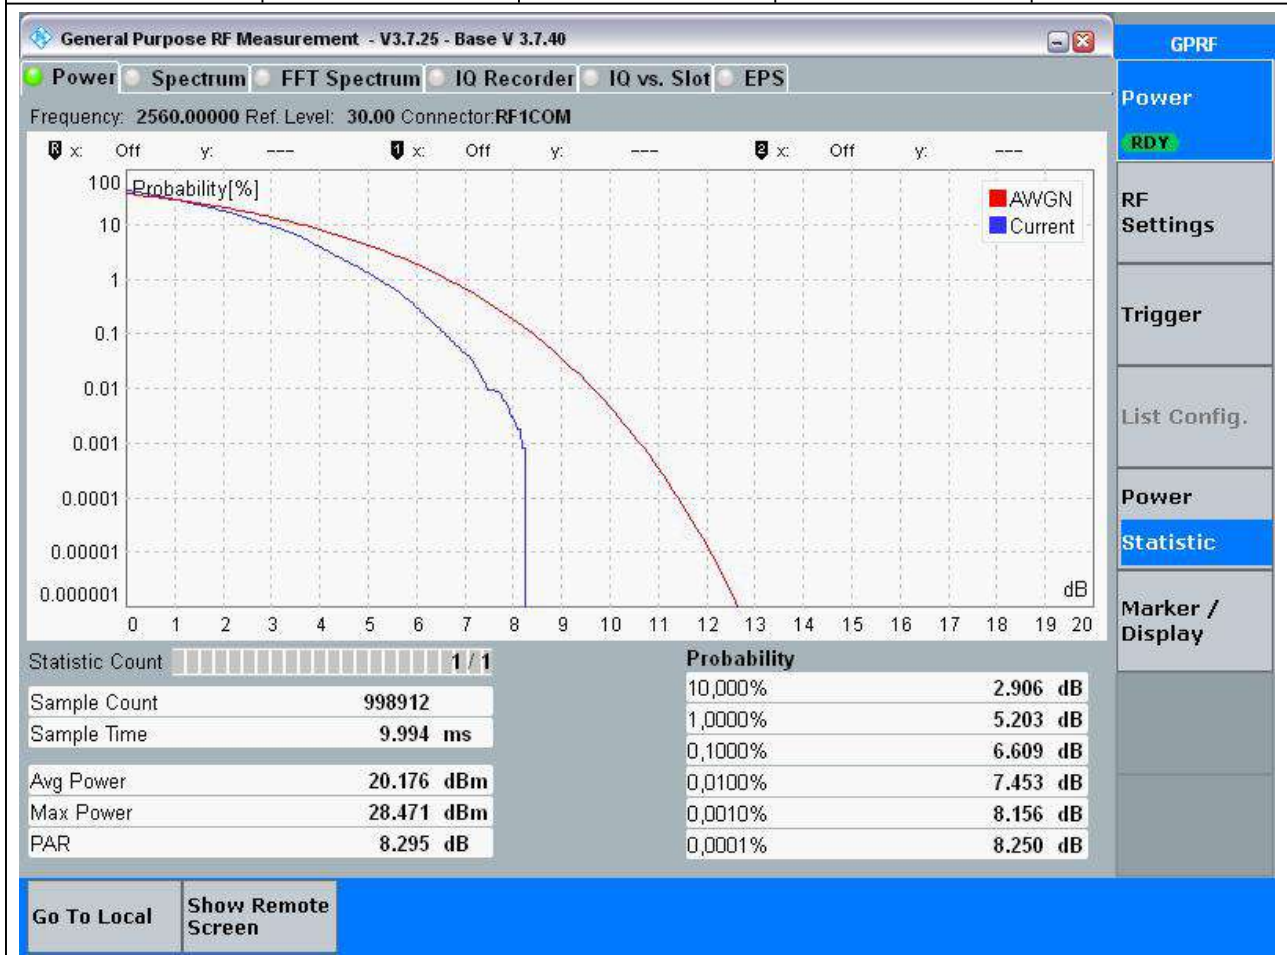 General Purpose RF Measurement - V3.7.25 - Base V 3.7.40
GPRF
Power Spectrum FFT Spectrum IQ Recorder IQ vs. Slot EPS
Frequency: 2560.00000 Ref. Level: 30.00 Connector:RF1COM
R x: Off y: --- 1 x: Off y: --- 2 x: Off y: ---
Probability[%]
100
10
1
0.1
0.01
0.001
0.0001
0.00001
0.000001
AWGN
Current
dB
0 1 2 3 4 5 6 7 8 9 10 11 12 13 14 15 16 17 18 19 20
Statistic Count 1 / 1
Sample Count 998912
Sample Time 9.994 ms
Avg Power 20.176 dBm
Max Power 28.471 dBm
PAR 8.295 dB
Probability
10,000% 2.906 dB
1,0000% 5.203 dB
0,1000% 6.609 dB
0,0100% 7.453 dB
0,0010% 8.156 dB
0,0001% 8.250 dB
Power
RDY
RF
Settings
Trigger
List Config.
Power
Statistic
Marker /
Display
Go To Local
Show Remote
Screen